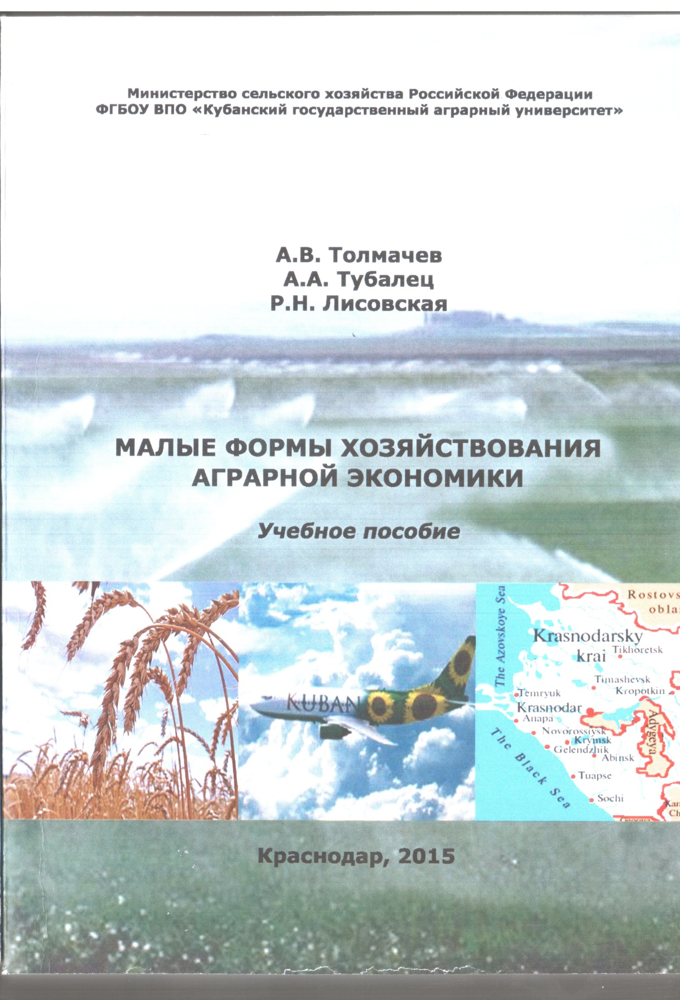 Министерство сельского хозяйства Российской Федерации
ФГБОУ ВПО «Кубанский государственный аграрный университет»
А.В. Толмачев
А.А. Тубалец
Р.Н. Лисовская
МАЛЫЕ ФОРМЫ ХОЗЯЙСТВОВАНИЯ
АГРАРНОЙ ЭКОНОМИКИ
Учебное пособие
KUBAN
The Azovskoye Sea
Rostovs
obla
Krasnodarsky
krai
Tikhoretsk
Timashevsk
Kropotkin
Temryuk
Krasnodar
Anapa
Novorossiysk
Krymsk
Gelendzhik
Abinsk
Adygeya
The Black Sea
Tuapse
Sochi
Kar
Ch
Georgia
Краснодар, 2015